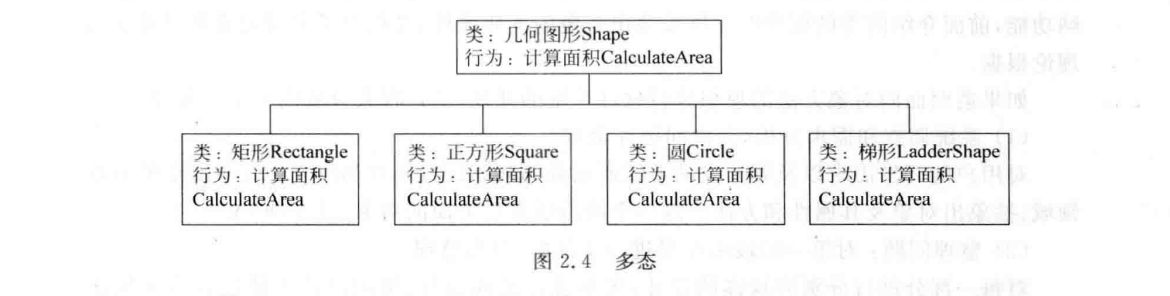 类：几何图形Shape
行为：计算面积CalculateArea
类：矩形Rectangle
行为：计算面积
CalculateArea
类：正方形Square
行为：计算面积
CalculateArea
类：圆Circle
行为：计算面积
CalculateArea
类：梯形LadderShape
行为：计算面积
CalculateArea
图 2.4 多态